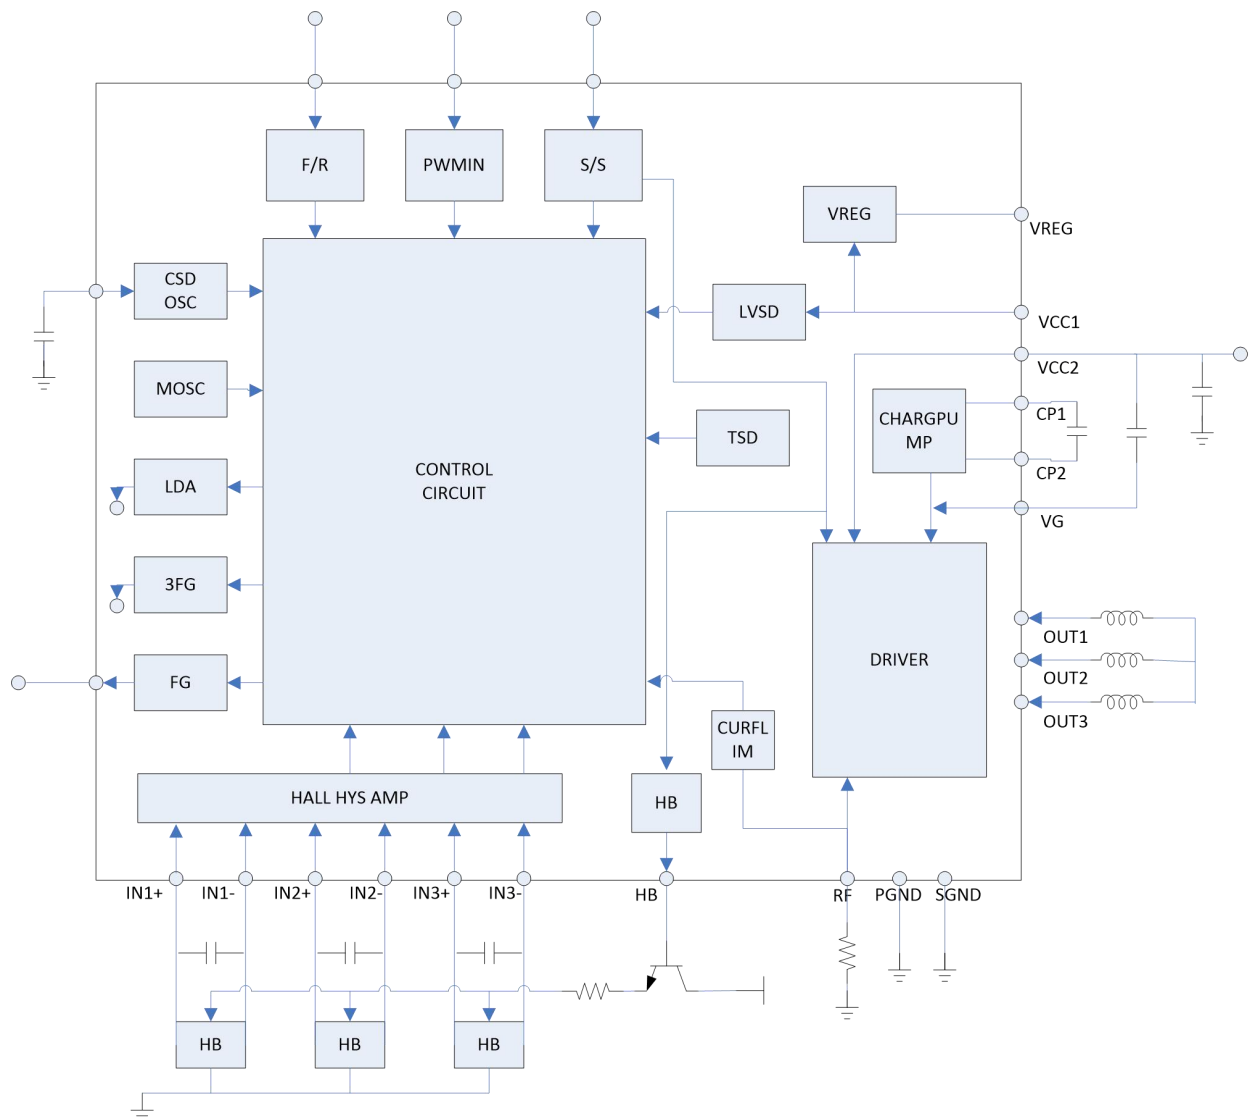 F/R
PWMIN
S/S
VREG
VREG
CSD
OSC
LVSD
VCC1
VCC2
MOSC
CHARGPU
MP
CP1
TSD
CP2
CONTROL
CIRCUIT
LDA
VG
3FG
OUT1
DRIVER
OUT2
FG
OUT3
CURFL
IM
HALL HYS AMP
HB
IN1+
IN1-
IN2+
IN2-
IN3+
IN3-
HB
RF
PGND
SGND
HB
HB
HB